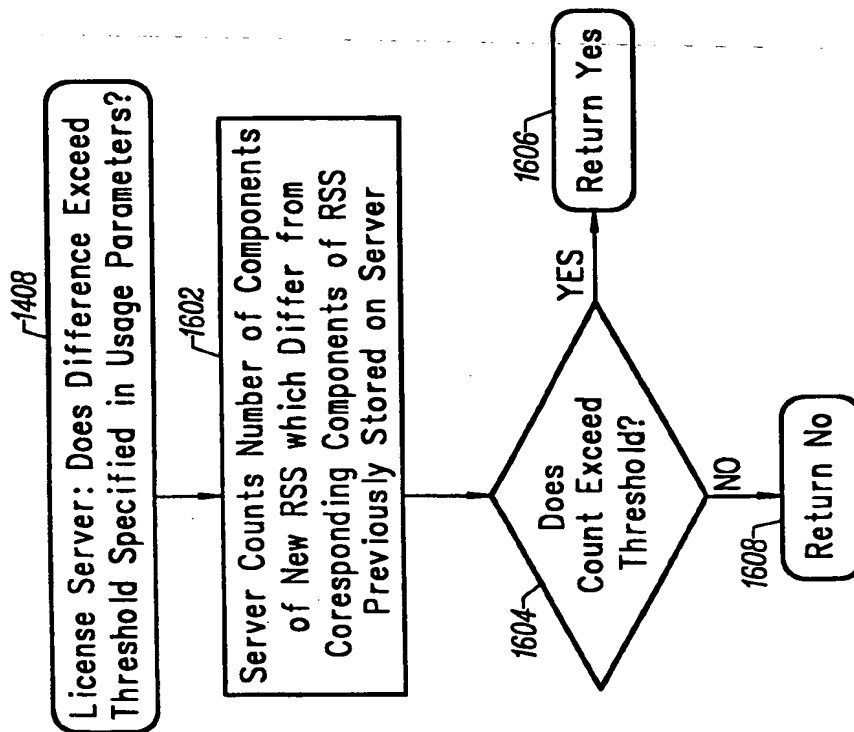 1408
License Server: Does Difference Exceed
Threshold Specified in Usage Parameters?
1602
Server Counts Number of Components
of New RSS which Differ from
Coresponding Components of RSS
Previously Stored on Server
1604
Does
Count Exceed
Threshold?
YES
1606
Return Yes
NO
1608
Return No